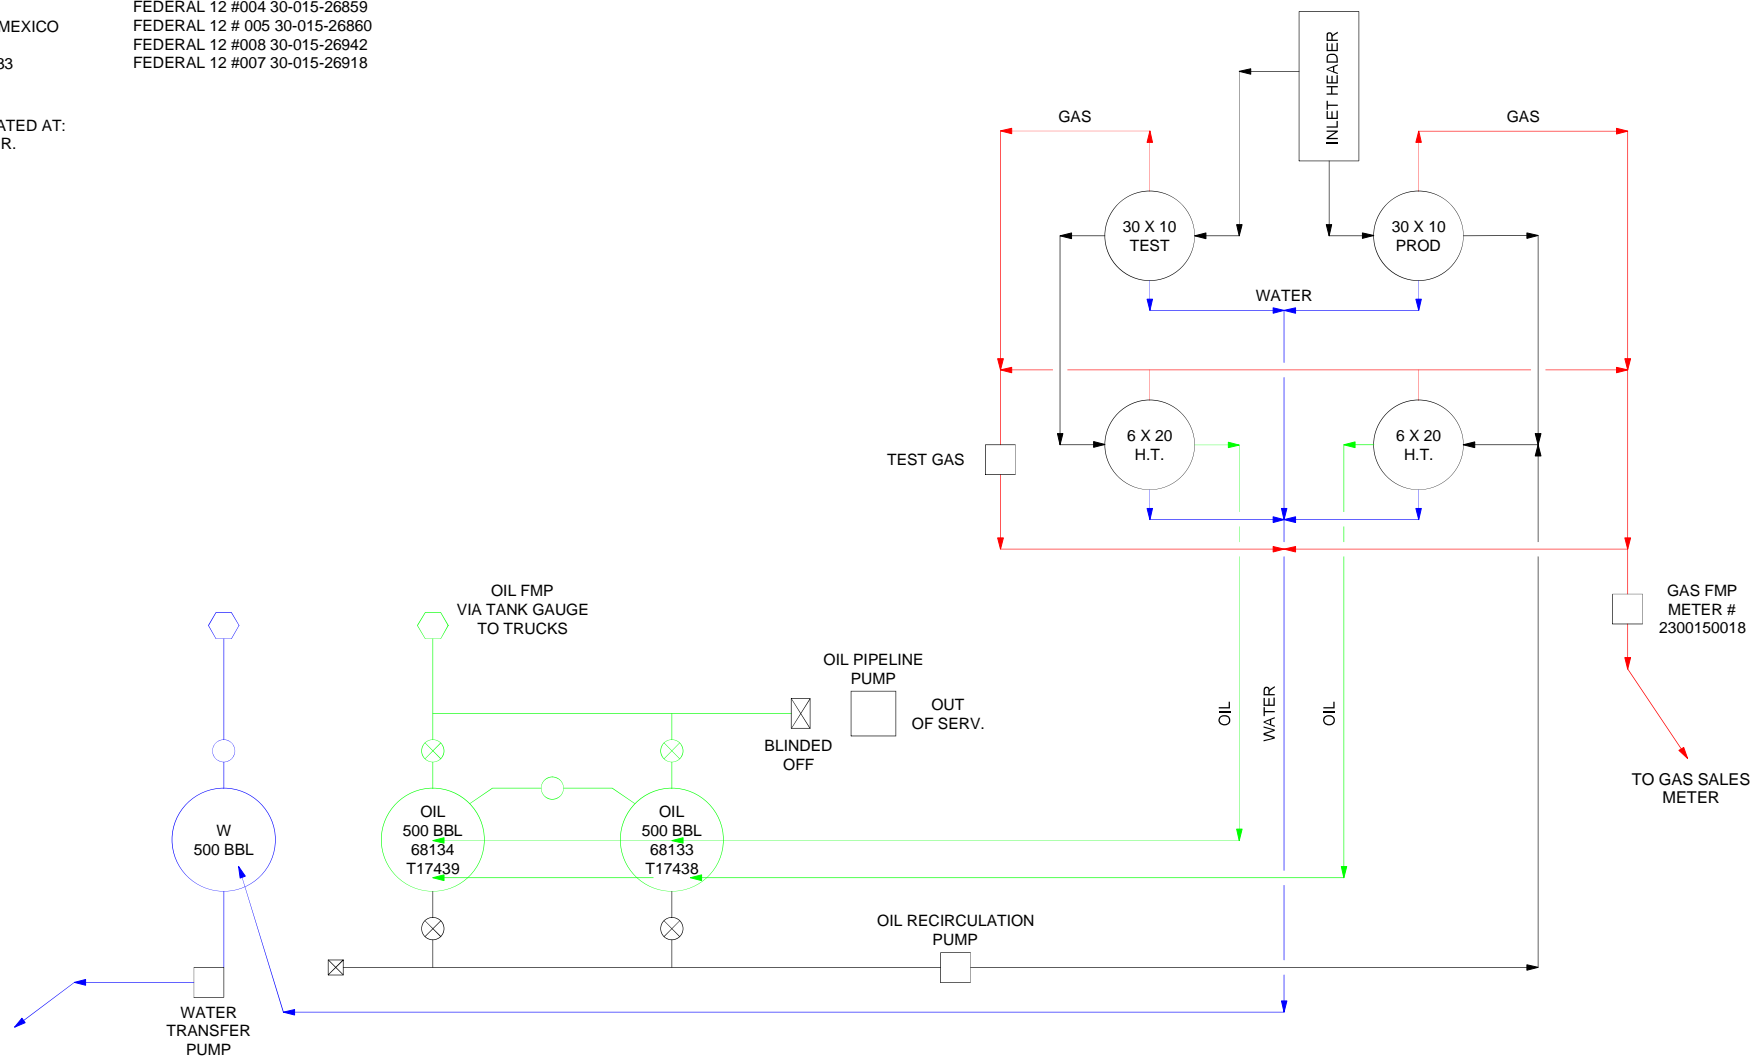 FEDERAL 12 #004 30-015-26859
MEXICO
FEDERAL 12 # 005 30-015-26860
FEDERAL 12 #008 30-015-26942
33
FEDERAL 12 #007 30-015-26918
ATED AT:
R.
INLET HEADER
GAS
GAS
30 X 10
TEST
30 X 10
PROD
WATER
6 X 20
H.T.
6 X 20
H.T.
TEST GAS
OIL FMP
VIA TANK GAUGE
TO TRUCKS
GAS FMP
METER #
2300150018
OIL PIPELINE
PUMP
OUT
OF SERV.
BLINDED
OFF
OIL
WATER
OIL
TO GAS SALES
METER
W
500 BBL
OIL
500 BBL
68134
T17439
OIL
500 BBL
68133
T17438
OIL RECIRCULATION
PUMP
WATER
TRANSFER
PUMP